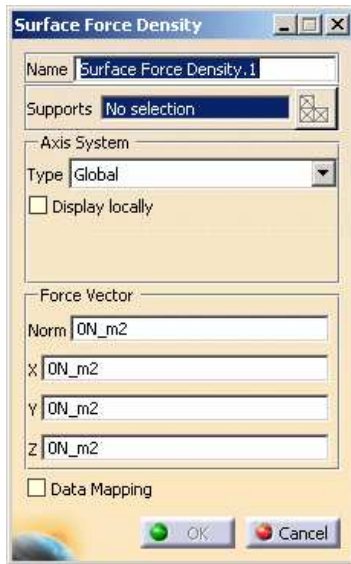 Surface Force Density
Name Surface Force Density.1
Supports No selection
Axis System
Type Global
Display locally
Force Vector
Norm 0N_m2
X 0N_m2
Y 0N_m2
Z 0N_m2
Data Mapping
OK Cancel